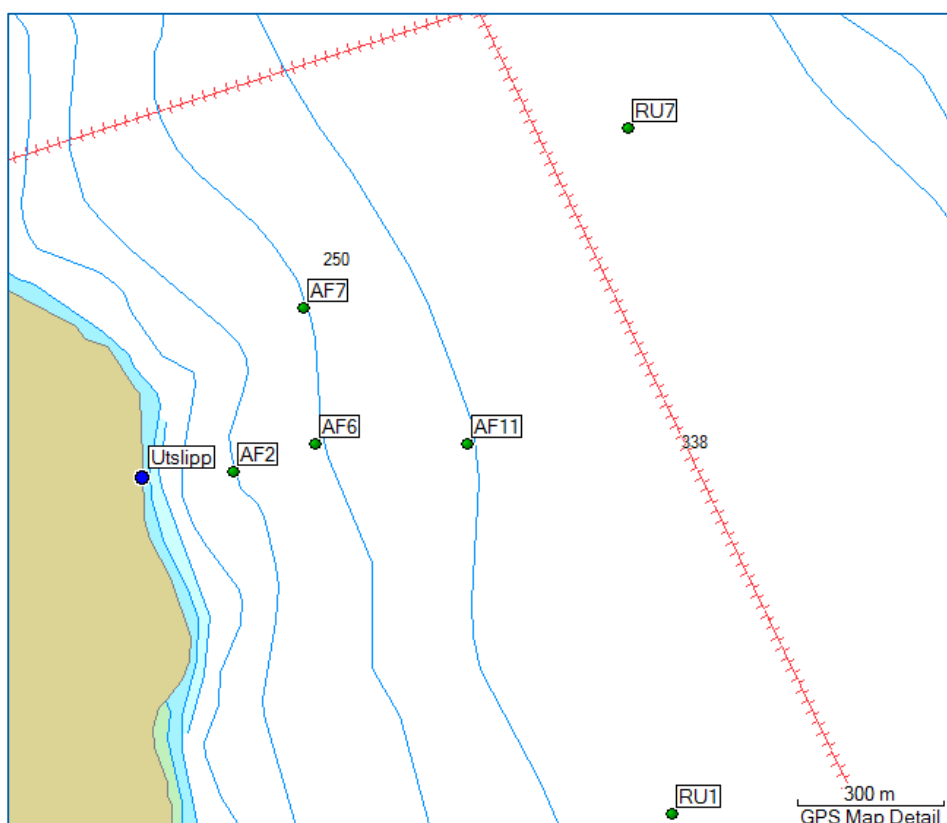 RU7
250
AF7
AF6
AF11
338
Utslipp
AF2
RU1
300 m
GPS Map Detail